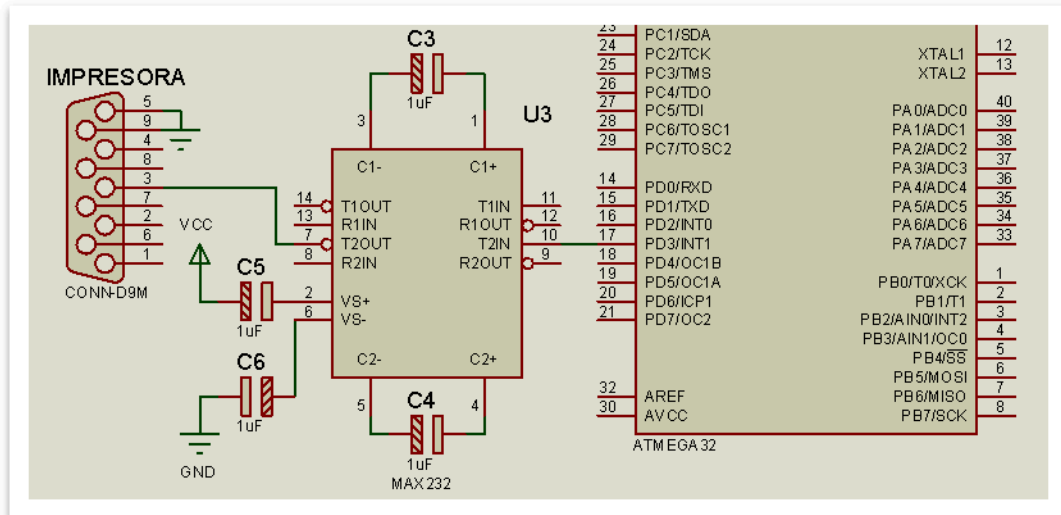 IMPRESORA
5
9
4
8
3
7
2
6
1
CONN-D9M
VCC
C5
1uF
C6
1uF
GND
C3
1uF
3
1
U3
C1-
C1+
14
T1OUT
T1IN
11
13
R1IN
R1OUT
12
7
T2OUT
T2IN
10
8
R2IN
R2OUT
9
2
VS+
6
VS-
C2-
C2+
5
4
C4
1uF
MAX232
23
PC1/SDA
24
PC2/TCK
25
PC3/TMS
26
PC4/TDO
27
PC5/TDI
28
PC6/TOSC1
29
PC7/TOSC2
14
PD0/RXD
15
PD1/TXD
16
PD2/INT0
17
PD3/INT1
18
PD4/OC1B
19
PD5/OC1A
20
PD6/ICP1
21
PD7/OC2
32
AREF
30
AVCC
XTAL1
12
XTAL2
13
PA0/ADC0
40
PA1/ADC1
39
PA2/ADC2
38
PA3/ADC3
37
PA4/ADC4
36
PA5/ADC5
35
PA6/ADC6
34
PA7/ADC7
33
PB0/T0/XCK
1
PB1/T1
2
PB2/AIN0/INT2
3
PB3/AIN1/OC0
4
PB4/SS
5
PB5/MOSI
6
PB6/MISO
7
PB7/SCK
8
ATMEGA32